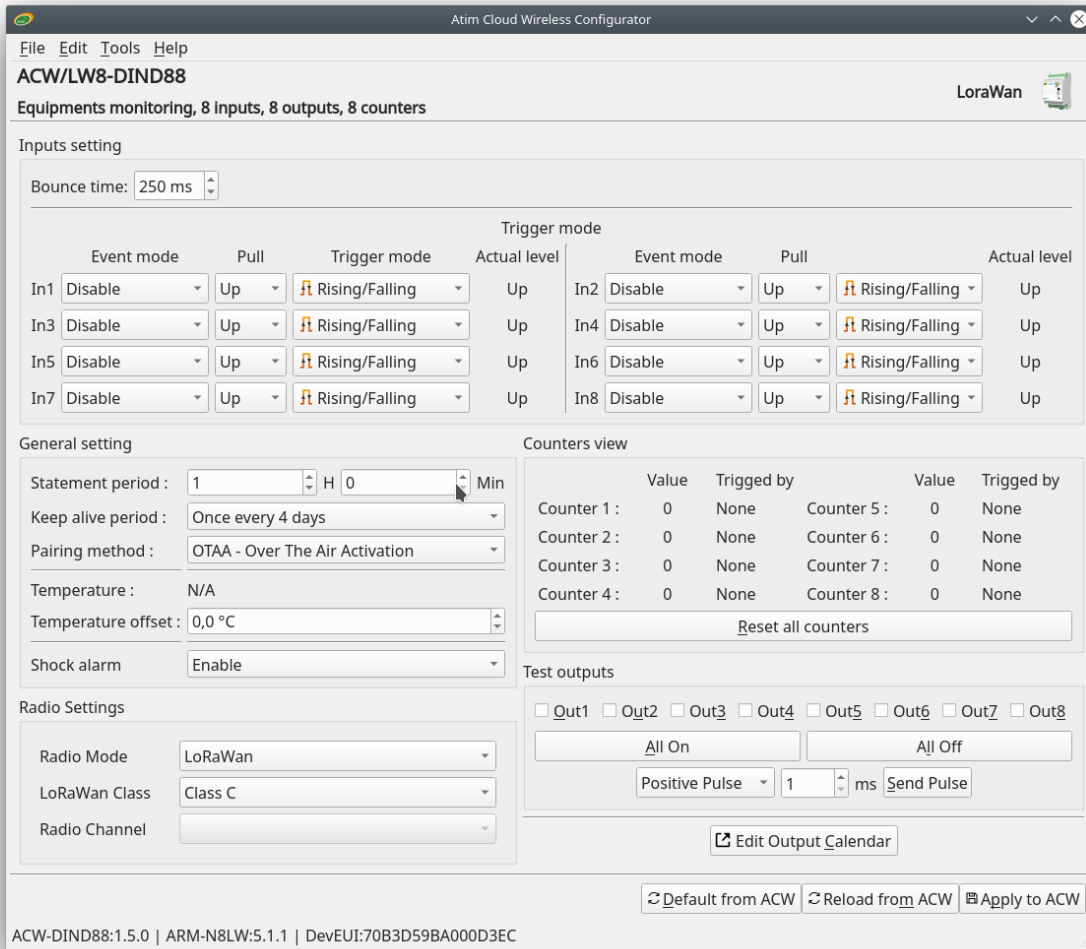 Atim Cloud Wireless Configurator
File Edit Tools Help
ACW/LW8-DIND88
Equipments monitoring, 8 inputs, 8 outputs, 8 counters
LoraWan
Inputs setting
Bounce time: 250 ms
Trigger mode
Event mode Pull Trigger mode Actual level Event mode Pull Actual level
In1 Disable Up Rising/Falling Up In2 Disable Up Rising/Falling Up
In3 Disable Up Rising/Falling Up In4 Disable Up Rising/Falling Up
In5 Disable Up Rising/Falling Up In6 Disable Up Rising/Falling Up
In7 Disable Up Rising/Falling Up In8 Disable Up Rising/Falling Up
General setting
Statement period : 1 H 0 Min
Keep alive period : Once every 4 days
Pairing method : OTAA - Over The Air Activation
Temperature : N/A
Temperature offset : 0,0 °C
Shock alarm Enable
Radio Settings
Radio Mode LoRaWan
LoRaWan Class Class C
Radio Channel
Counters view
Value Trigged by Value Trigged by
Counter 1 : 0 None Counter 5 : 0 None
Counter 2 : 0 None Counter 6 : 0 None
Counter 3 : 0 None Counter 7 : 0 None
Counter 4 : 0 None Counter 8 : 0 None
Reset all counters
Test outputs
Out1 Out2 Out3 Out4 Out5 Out6 Out7 Out8
All On All Off
Positive Pulse 1 ms Send Pulse
Edit Output Calendar
Default from ACW Reload from ACW Apply to ACW
ACW-DIND88:1.5.0 | ARM-N8LW:5.1.1 | DevEUI:70B3D59BA000D3EC